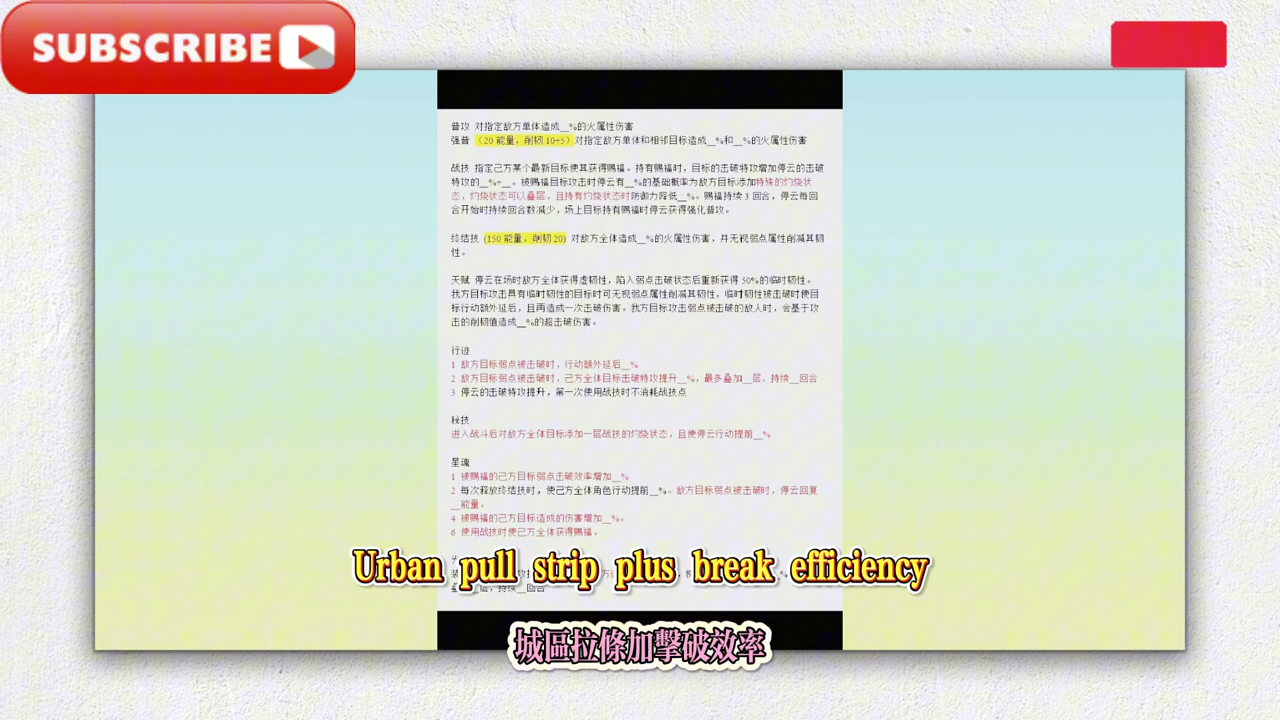 SUBSCRIBE
普攻 对指定敌方单体造成__%的火属性伤害
强普 （20 能量，削韧 10+5）对指定敌方单体和相邻目标造成__%和__%的火属性伤害
战技 指定己方某个最新目标使其获得赐福。持有赐福时，目标的击破特攻增加停云的击破
特攻的__%+__。被赐福目标攻击时停云有__%的基础概率为敌方目标添加特殊的灼烧状
态，灼烧状态可以叠层，且持有灼烧状态时防御力降低__%。赐福持续 3 回合，停云每回
合开始时持续回合数减少，场上目标持有赐福时停云获得强化普攻。
终结技 (150 能量，削韧 20) 对敌方全体造成__%的火属性伤害，并无视弱点属性削减其韧
性。
天赋 停云在场时敌方全体获得虚韧性，陷入弱点击破状态后重新获得 50%的临时韧性。
我方目标攻击具有临时韧性的目标时可无视弱点属性削减其韧性，临时韧性被击破时使目
标行动额外延后，且再造成一次击破伤害。我方目标攻击弱点被击破的敌人时，会基于攻
击的削韧值造成__%的超击破伤害。
行迹
1 敌方目标弱点被击破时，行动额外延后__%
2 敌方目标弱点被击破时，己方全体目标击破特攻提升__%，最多叠加__层，持续__回合
3 停云的击破特攻提升，第一次使用战技时不消耗战技点
秘技
进入战斗后对敌方全体目标添加一层战技的灼烧状态，且使停云行动提前__%
星魂
1 被赐福的己方目标弱点击破效率增加__%
2 每次释放终结技时，使己方全体角色行动提前__%。敌方目标弱点被击破时，停云回复
__能量。
4 被赐福的己方目标造成的伤害增加__%。
6 使用战技时使己方全体获得赐福。
Urban pull strip plus break efficiency
持续__回合
城區拉條加擊破效率